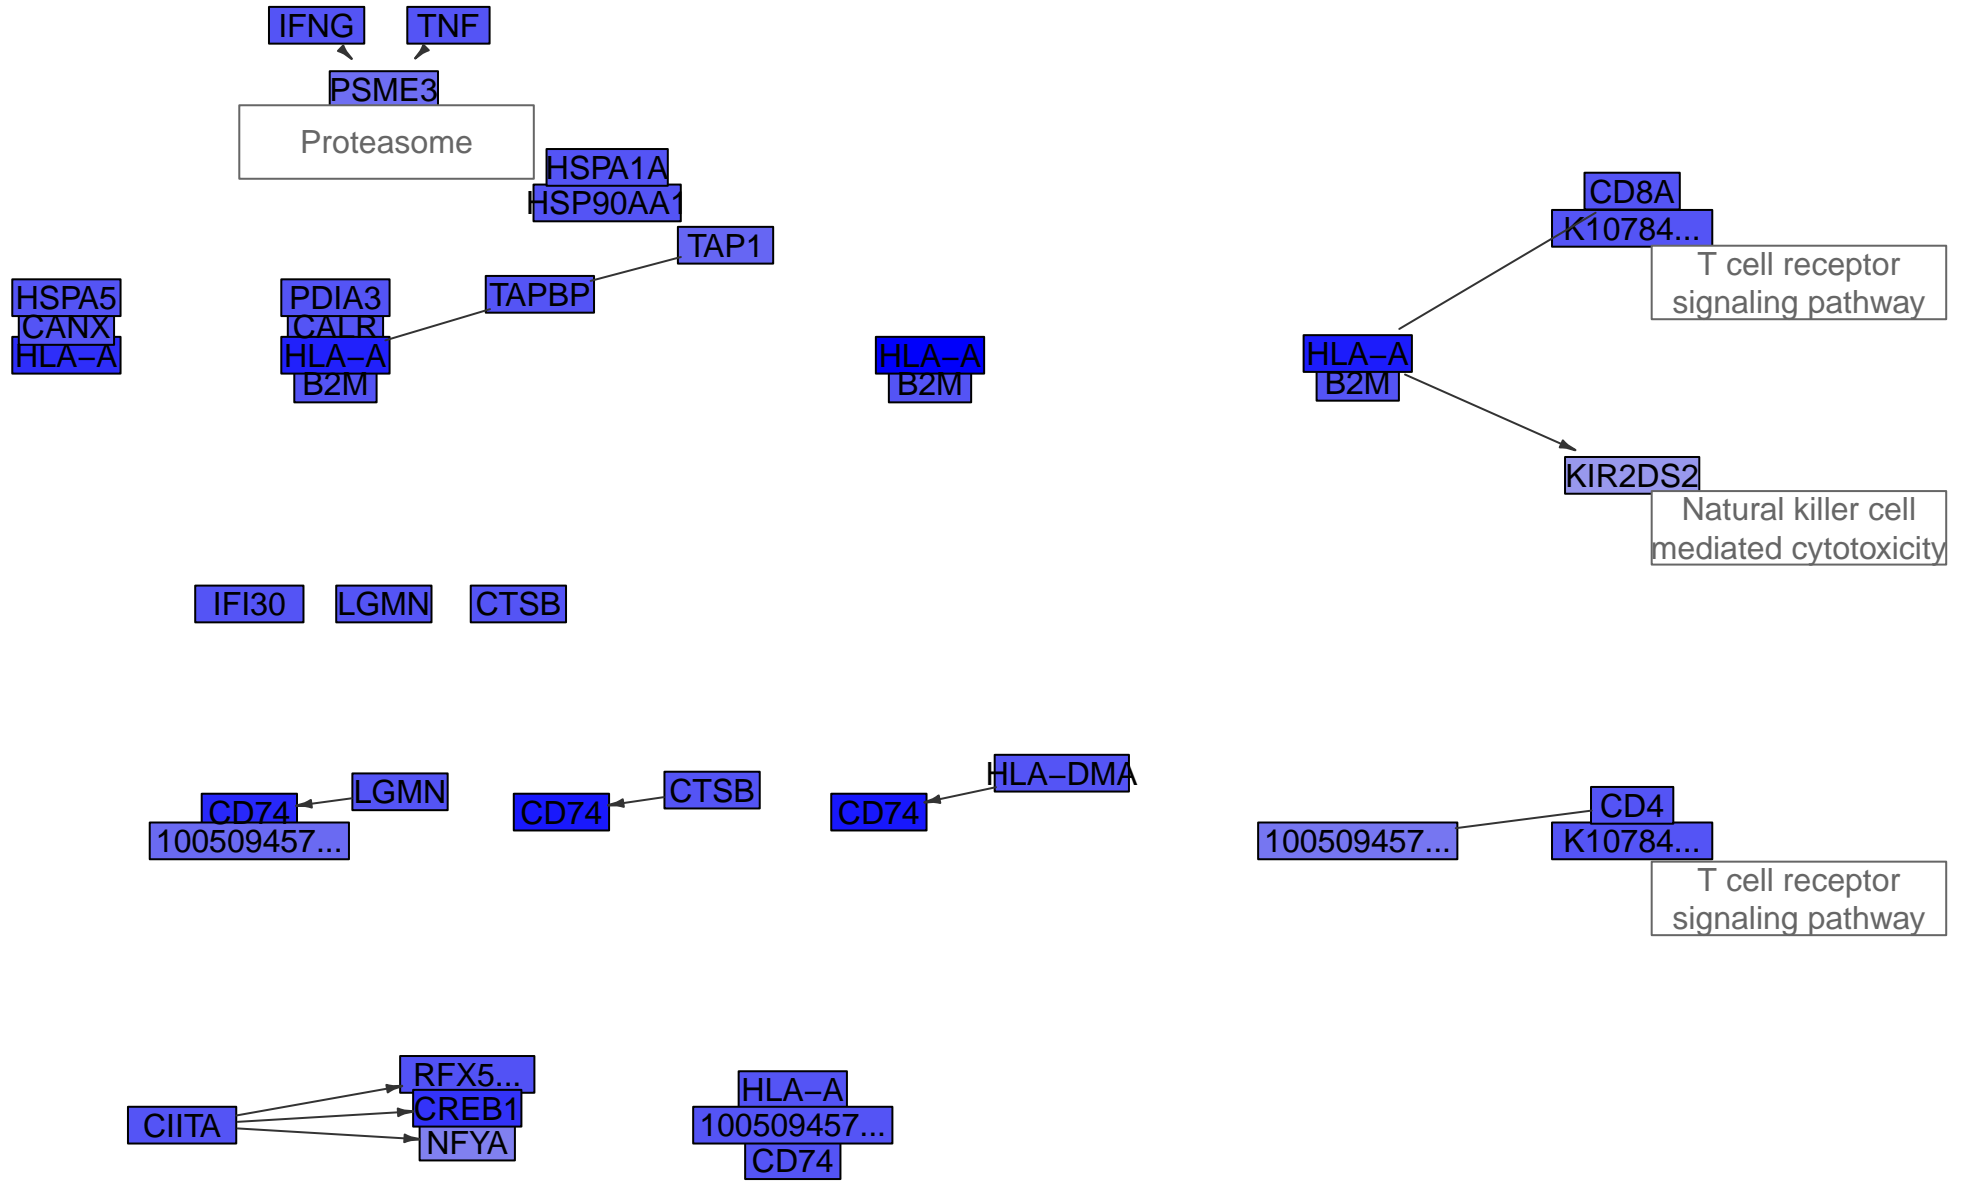 IFNG
TNF
PSME3
Proteasome
HSPA1A
HSP90AA1
TAP1
TAPBP
CD8A
K10784...
T cell receptor
signaling pathway
HSPA5
CANX
HLA−A
PDIA3
CALR
HLA−A
B2M
HLA−A
B2M
HLA−A
B2M
KIR2DS2
Natural killer cell
mediated cytotoxicity
IFI30
LGMN
CTSB
CD74
LGMN
100509457...
CD74
CTSB
CD74
HLA−DMA
100509457...
CD4
K10784...
T cell receptor
signaling pathway
CIITA
RFX5...
CREB1
NFYA
HLA−A
100509457...
CD74